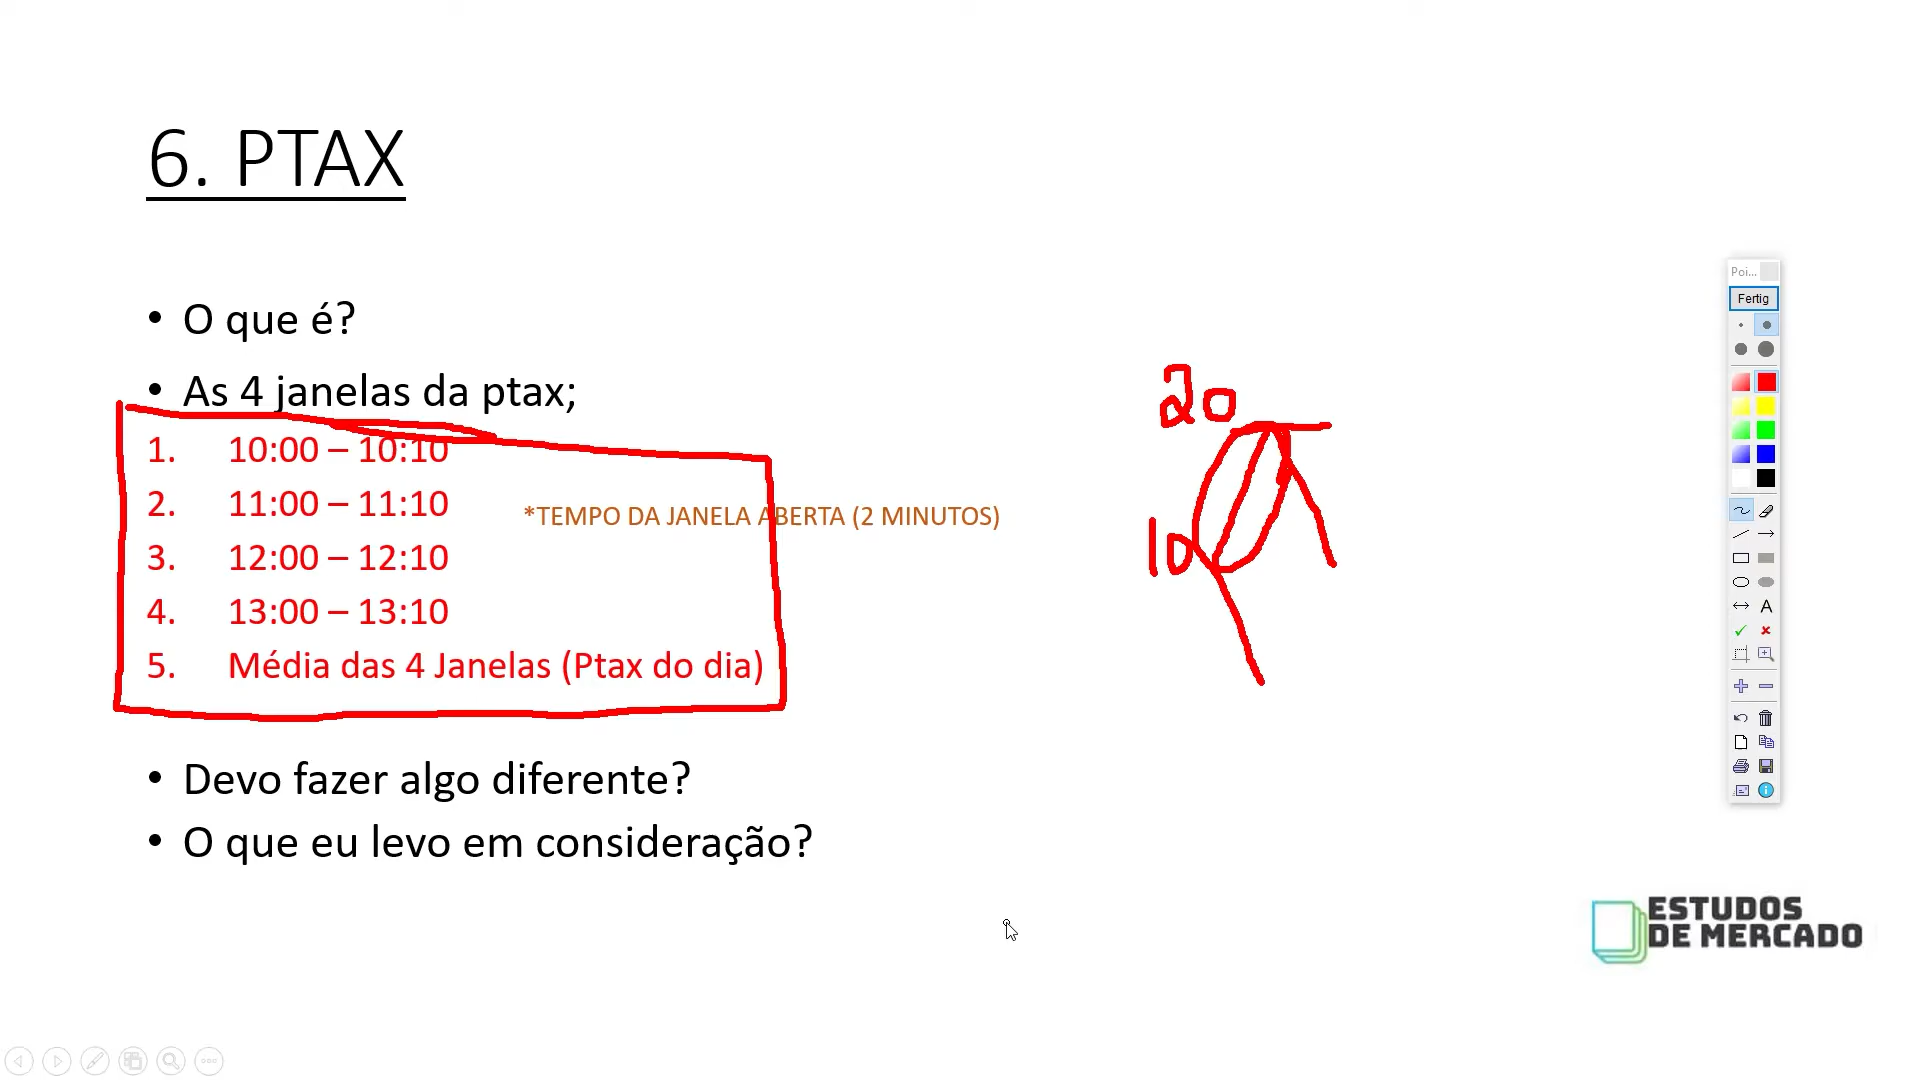 6. PTAX
• O que é?
• As 4 janelas da ptax;
1. 10:00 – 10:10
2. 11:00 – 11:10
*TEMPO DA JANELA ABERTA (2 MINUTOS)
3. 12:00 – 12:10
4. 13:00 – 13:10
5. Média das 4 Janelas (Ptax do dia)
• Devo fazer algo diferente?
• O que eu levo em consideração?
20
10
Poi...
Fertig
A
ESTUDOS
DE MERCADO